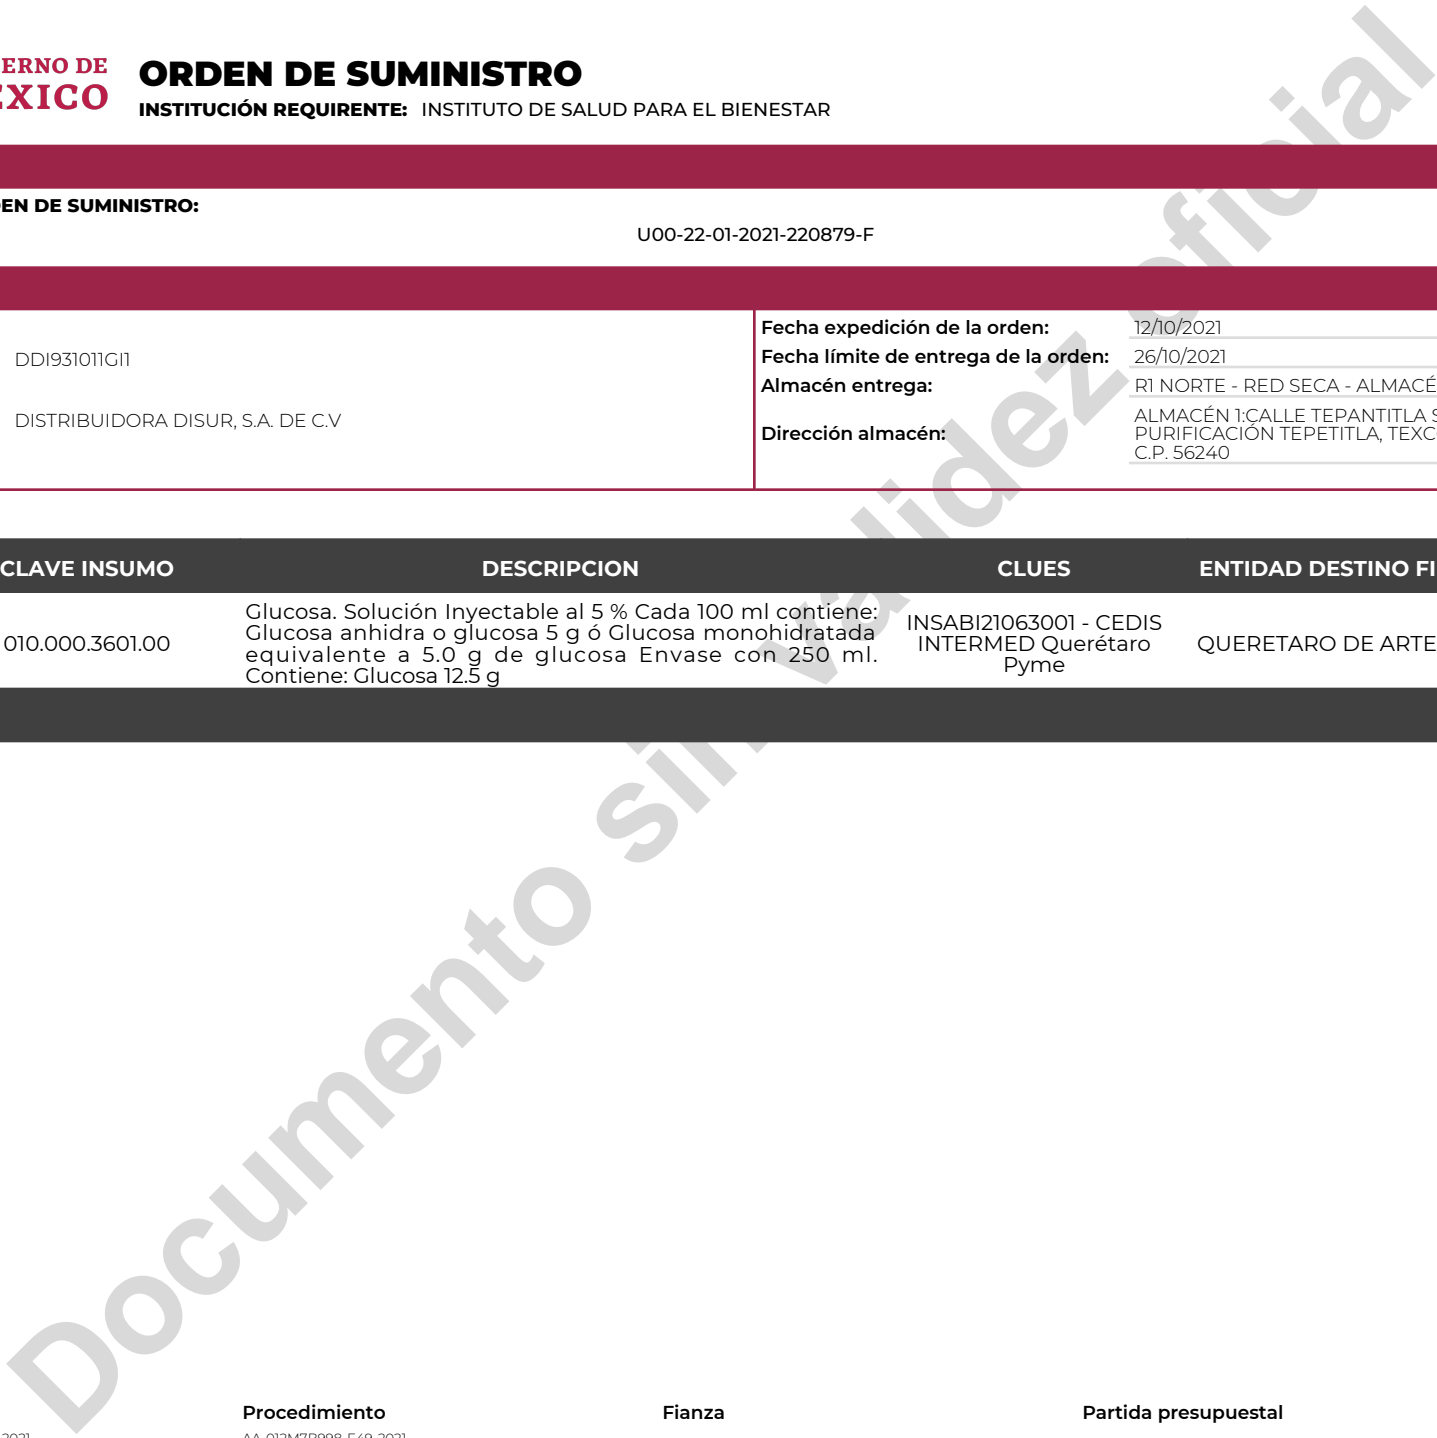 ERNO DE
ÉXICO
ORDEN DE SUMINISTRO
INSTITUCIÓN REQUIRENTE: INSTITUTO DE SALUD PARA EL BIENESTAR
EN DE SUMINISTRO:
U00-22-01-2021-220879-F
DDI931011GI1
DISTRIBUIDORA DISUR, S.A. DE C.V
Fecha expedición de la orden: 12/10/2021
Fecha límite de entrega de la orden: 26/10/2021
Almacén entrega: R1 NORTE - RED SECA - ALMACÉ
Dirección almacén:
ALMACÉN 1:CALLE TEPANTITLA S
PURIFICACIÓN TEPETITLA, TEXC
C.P. 56240
CLAVE INSUMO DESCRIPCION CLUES ENTIDAD DESTINO FI
010.000.3601.00
Glucosa. Solución Inyectable al 5 % Cada 100 ml contiene:
Glucosa anhidra o glucosa 5 g ó Glucosa monohidratada
equivalente a 5.0 g de glucosa Envase con 250 ml.
Contiene: Glucosa 12.5 g
INSABI21063001 - CEDIS
INTERMED Querétaro
Pyme
QUERETARO DE ARTE
Documento sin validez oficial
Procedimiento Fianza Partida presupuestal